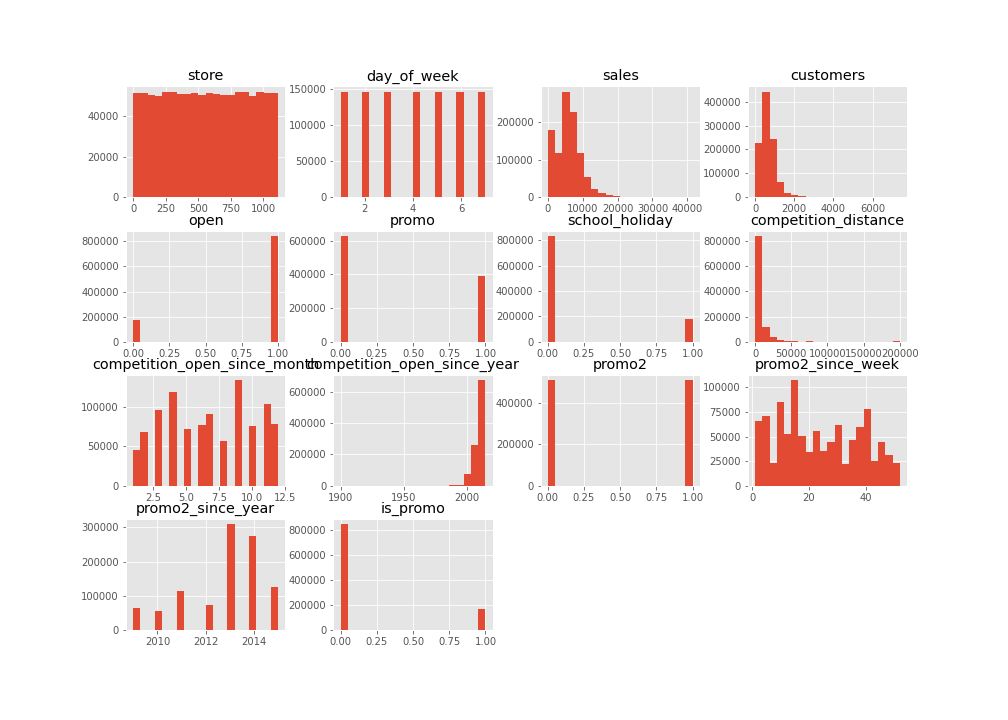 store
day_of_week
sales
customers
40000
20000
0
0 250 500 750 1000
150000
100000
50000
0
2 4 6
200000
100000
0
0 10000 20000 30000 40000
400000
300000
200000
100000
0
0 2000 4000 6000
open
promo
school_holiday
competition_distance
800000
600000
400000
200000
0
0.00 0.25 0.50 0.75 1.00
600000
400000
200000
0
0.00 0.25 0.50 0.75 1.00
800000
600000
400000
200000
0
0.00 0.25 0.50 0.75 1.00
800000
600000
400000
200000
0
0 50000 100000 150000 200000
competition_open_since_month
competition_open_since_year
promo2
promo2_since_week
100000
50000
0
2.5 5.0 7.5 10.0 12.5
600000
400000
200000
0
1900 1950 2000
400000
200000
0
0.00 0.25 0.50 0.75 1.00
100000
75000
50000
25000
0
0 20 40
promo2_since_year
is_promo
300000
200000
100000
0
2010 2012 2014
800000
600000
400000
200000
0
0.00 0.25 0.50 0.75 1.00